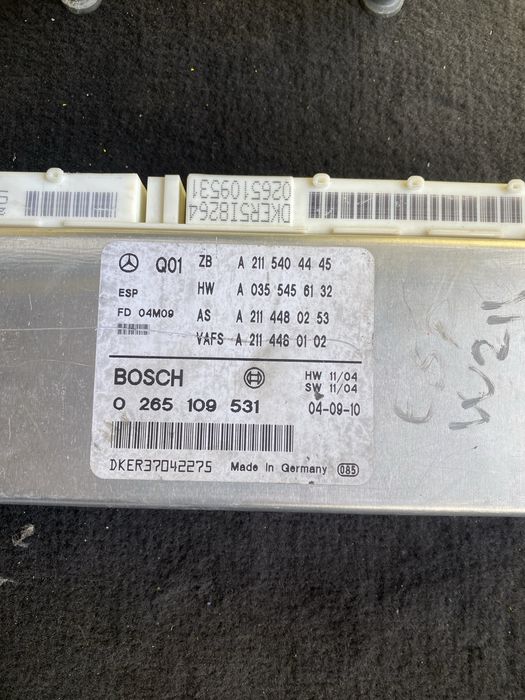 DKER5I8264
0265109531
Q01 ZB A 211 540 44 45
ESP HW A 035 545 61 32
FD 04M09 AS A 211 448 02 53
VAFS A 211 446 01 02
BOSCH HW 11/04
SW 11/04
0 265 109 531 04-09-10
DKER37042275 Made in Germany 085
W211